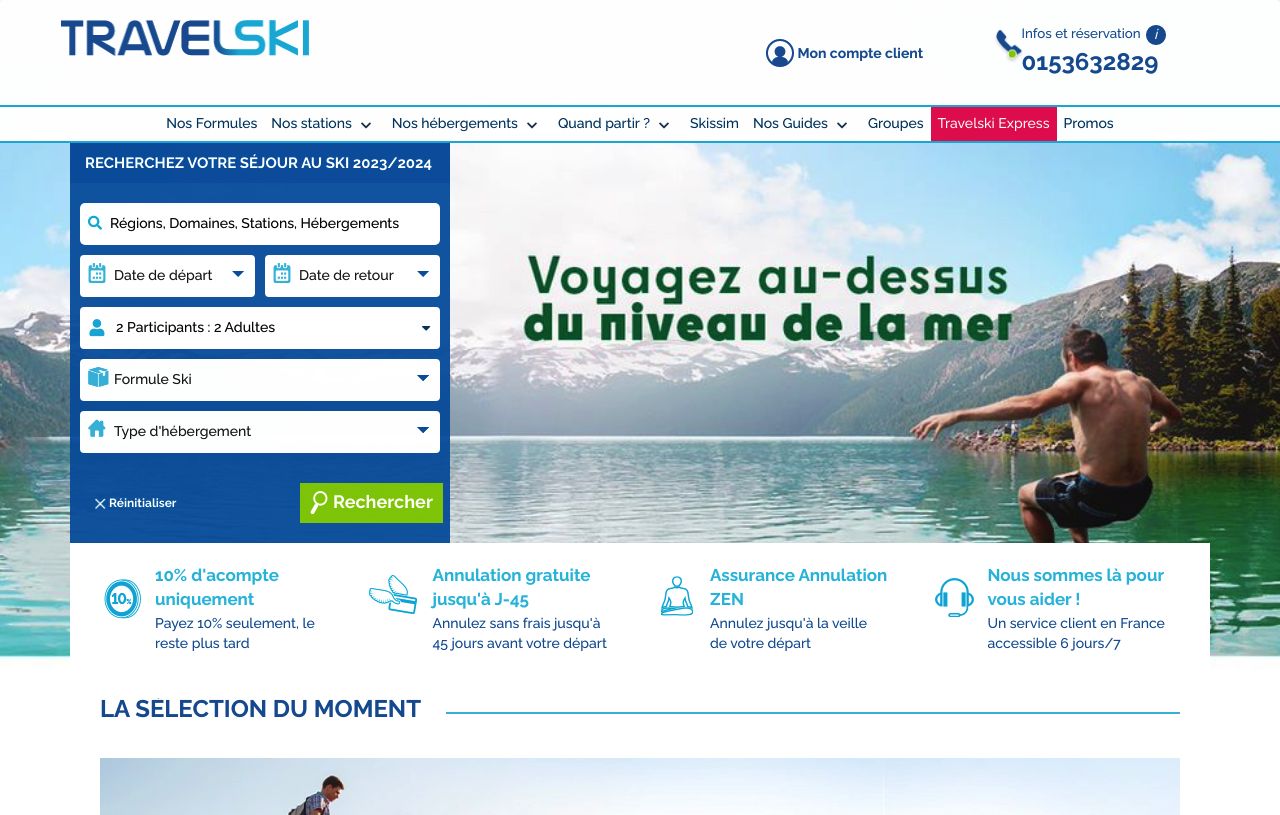 TRAVELSKI
Mon compte client
Infos et réservation i
0153632829
Nos Formules Nos stations Nos hébergements Quand partir ? Skissim Nos Guides Groupes Travelski Express Promos
RECHERCHEZ VOTRE SÉJOUR AU SKI 2023/2024
Régions, Domaines, Stations, Hébergements
Date de départ Date de retour
2 Participants : 2 Adultes
Formule Ski
Type d'hébergement
Réinitialiser
Rechercher
Voyagez au-dessus
du niveau de la mer
10%
10% d'acompte
uniquement
Payez 10% seulement, le
reste plus tard
Annulation gratuite
jusqu'à J-45
Annulez sans frais jusqu'à
45 jours avant votre départ
Assurance Annulation
ZEN
Annulez jusqu'à la veille
de votre départ
Nous sommes là pour
vous aider !
Un service client en France
accessible 6 jours/7
LA SÉLECTION DU MOMENT